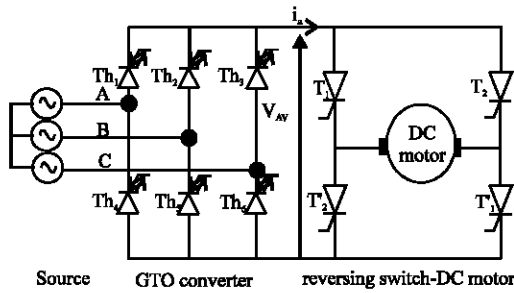 iₐ
Th₁
Th₂
Th₃
T₁
T₂
A
V_AV
B
DC
motor
C
Th₄
Th₅
Th₆
T'₂
T'₁
Source
GTO converter
reversing switch-DC motor